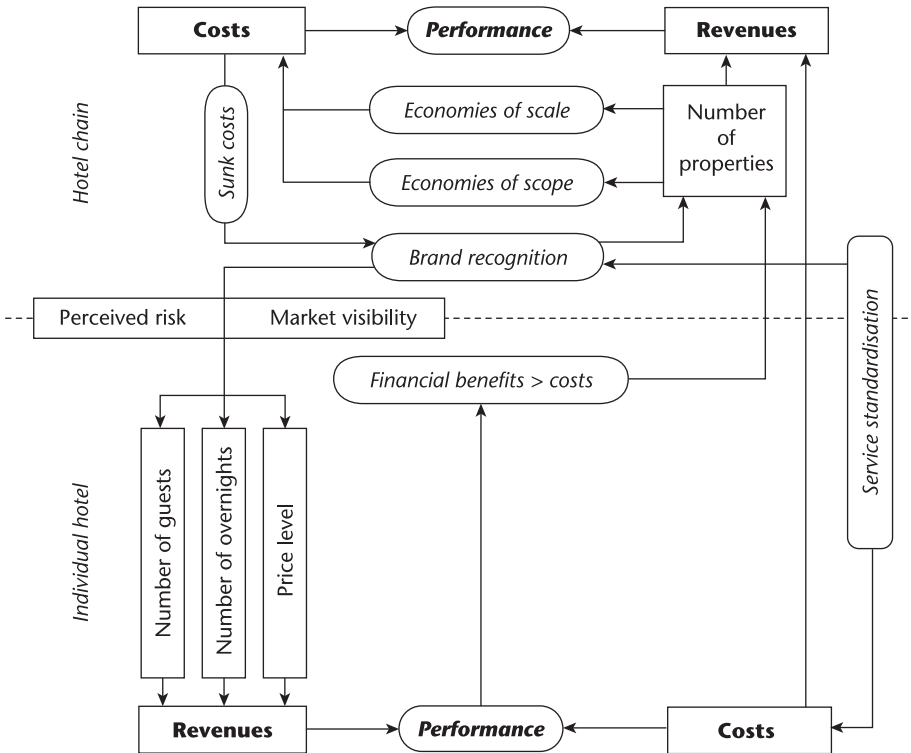 Costs
Performance
Revenues
Hotel chain
Sunk costs
Economies of scale
Number
of
properties
Economies of scope
Brand recognition
Perceived risk
Market visibility
Service standardisation
Financial benefits > costs
Individual hotel
Number of guests
Number of overnights
Price level
Revenues
Performance
Costs